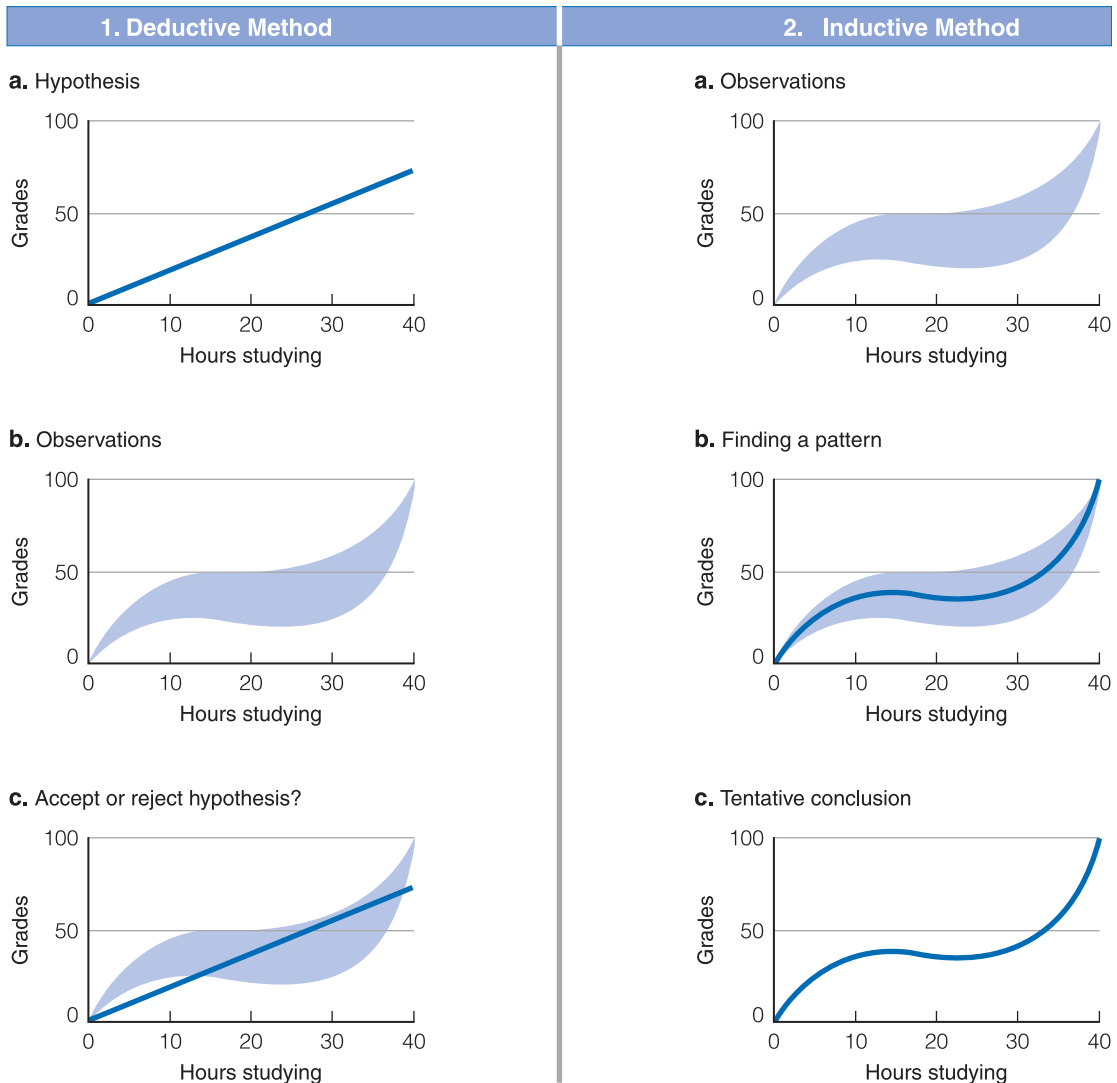 1. Deductive Method
a. Hypothesis
100
50
0
Grades
0 10 20 30 40
Hours studying
b. Observations
100
50
0
Grades
0 10 20 30 40
Hours studying
c. Accept or reject hypothesis?
100
50
0
Grades
0 10 20 30 40
Hours studying
2. Inductive Method
a. Observations
100
50
0
Grades
0 10 20 30 40
Hours studying
b. Finding a pattern
100
50
0
Grades
0 10 20 30 40
Hours studying
c. Tentative conclusion
100
50
0
Grades
0 10 20 30 40
Hours studying